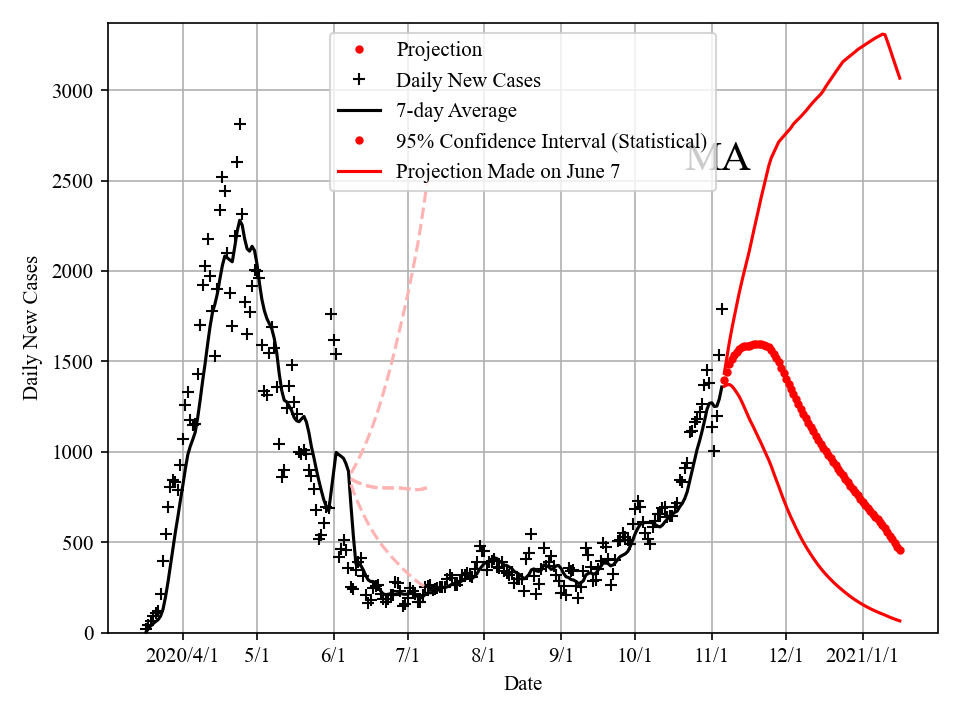 Projection
Daily New Cases
7-day Average
95% Confidence Interval (Statistical)
Projection Made on June 7
MA
Daily New Cases
3000
2500
2000
1500
1000
500
0
2020/4/1 5/1 6/1 7/1 8/1 9/1 10/1 11/1 12/1 2021/1/1
Date